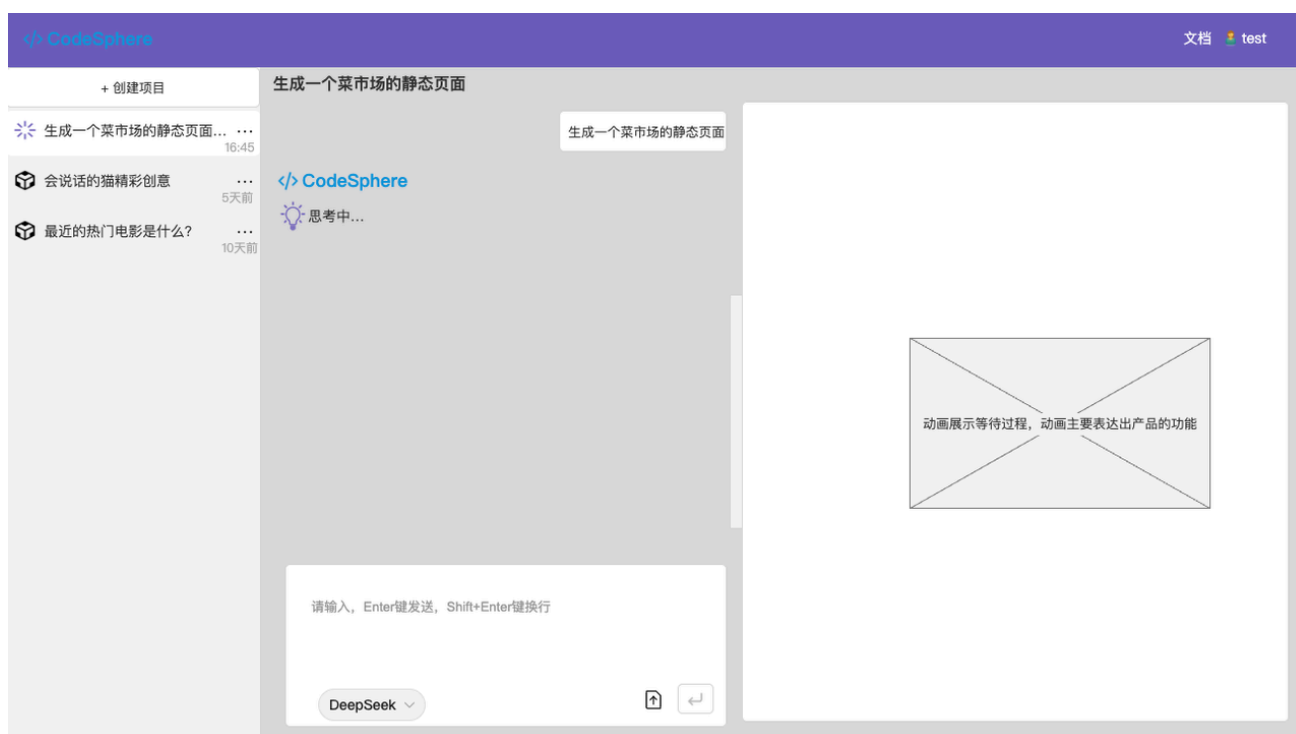 </> CodeSphere
文档 test
+ 创建项目
生成一个菜市场的静态页面... ...
16:45
会说话的猫精彩创意 ...
5天前
最近的热门电影是什么? ...
10天前
生成一个菜市场的静态页面
生成一个菜市场的静态页面
</> CodeSphere
思考中...
请输入，Enter键发送，Shift+Enter键换行
DeepSeek
动画展示等待过程，动画主要表达出产品的功能